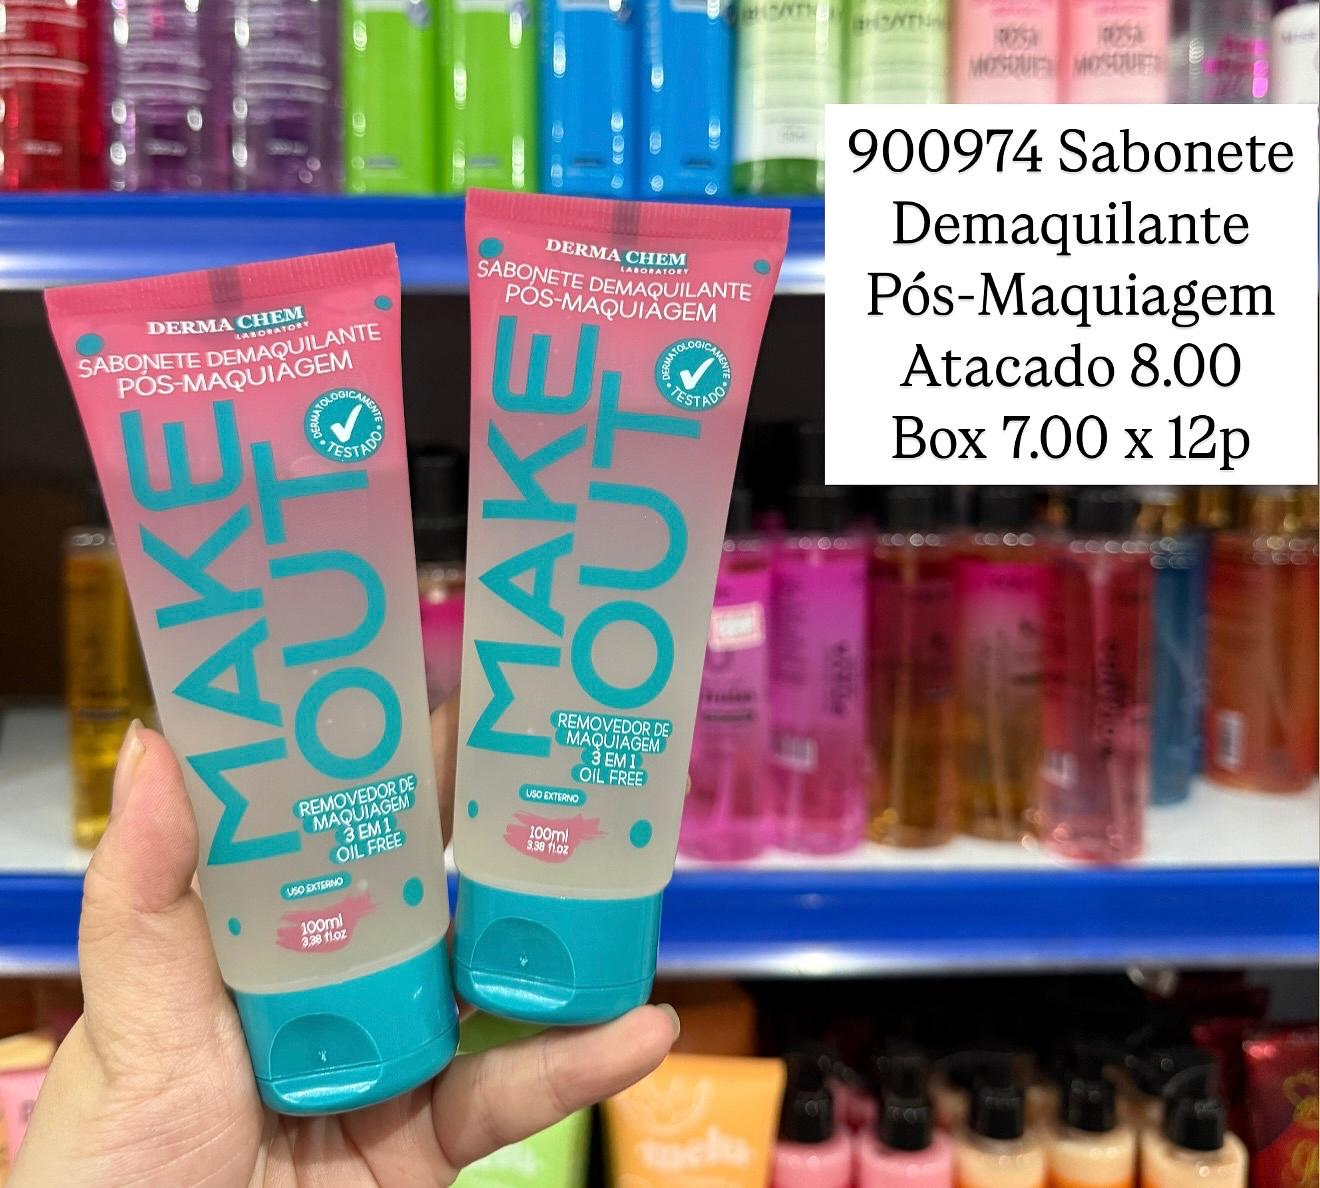 900974 Sabonete
Demaquilante
Pós-Maquiagem
Atacado 8.00
Box 7.00 x 12p
DERMA CHEM
LABORATORY
SABONETE DEMAQUILANTE
PÓS-MAQUIAGEM
DERMATOLOGICAMENTE
TESTADO
MAKE
OUT
REMOVEDOR DE
MAQUIAGEM
3 EM 1
OIL FREE
USO EXTERNO
100ml
3,38 fl.oz
DERMA CHEM
LABORATORY
SABONETE DEMAQUILANTE
PÓS-MAQUIAGEM
DERMATOLOGICAMENTE
TESTADO
MAKE
OUT
REMOVEDOR DE
MAQUIAGEM
3 EM 1
OIL FREE
USO EXTERNO
100ml
3,38 fl.oz
ROSA
MOSQUETA
ROSA
MOSQUETA